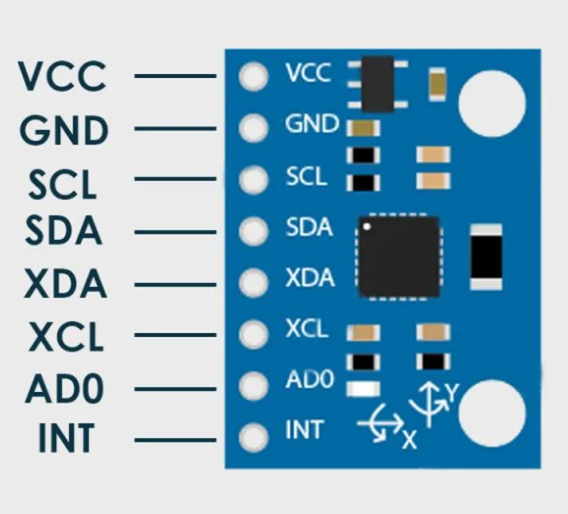 VCC VCC
GND GND
SCL SCL
SDA SDA
XDA XDA
XCL XCL
AD0 AD0
INT INT
Y
X